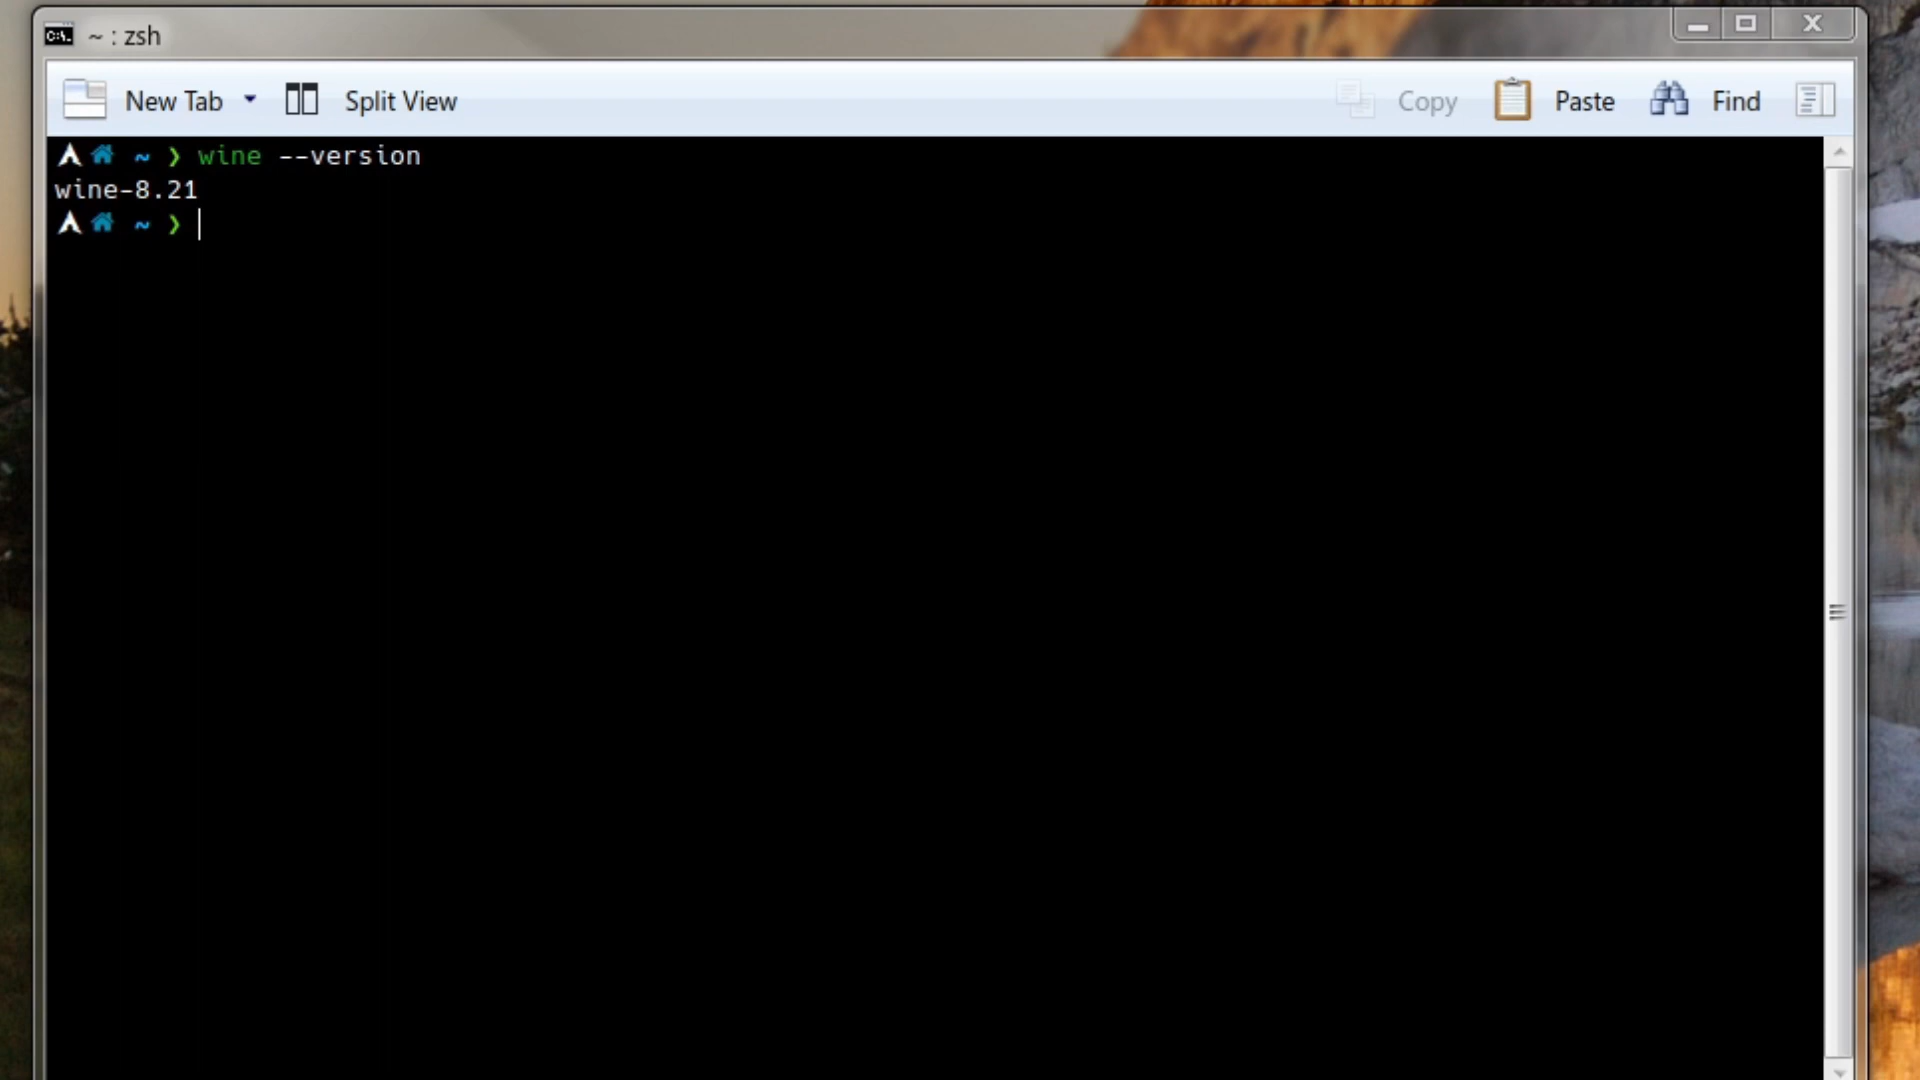 ~ : zsh
New Tab Split View Copy Paste Find
~ ❯ wine --version
wine-8.21
~ ❯